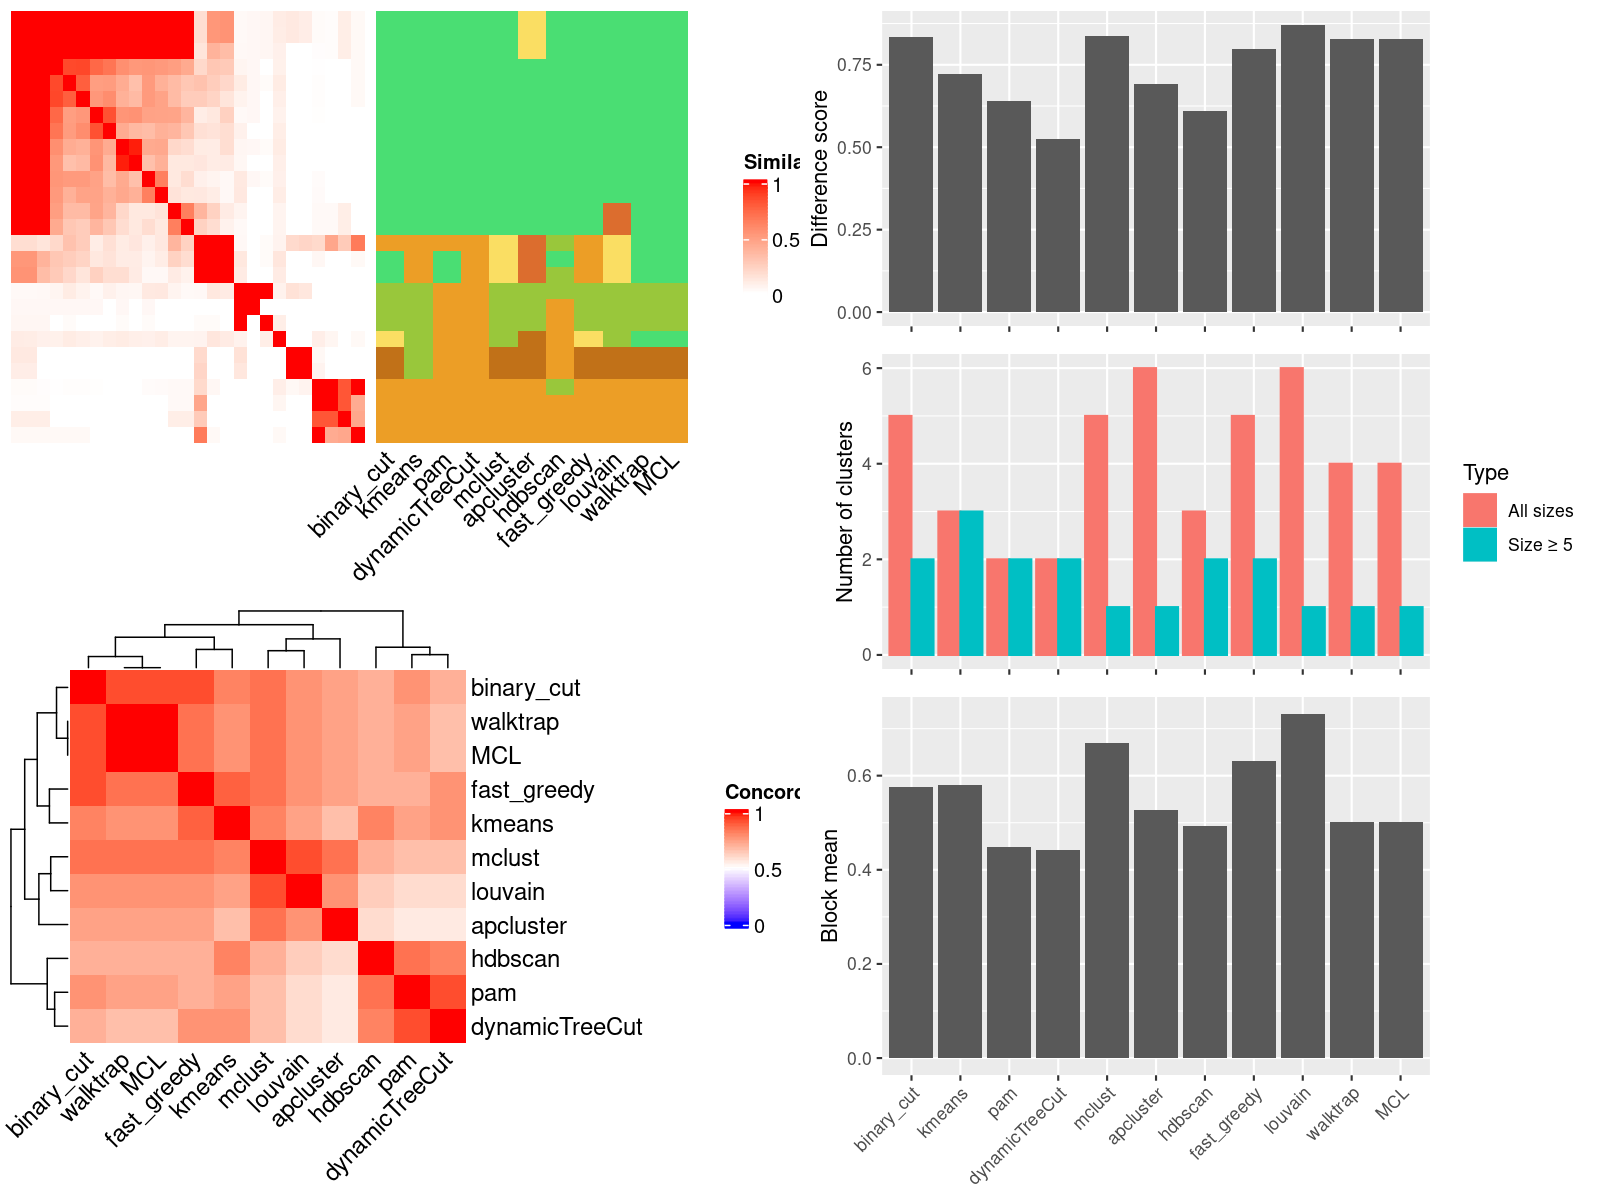 Simila
1
0.5
0
binary_cut
kmeans
pam
dynamicTreeCut
mclust
apcluster
hdbscan
fast_greedy
louvain
walktrap
MCL
Difference score
0.75
0.50
0.25
0.00
Number of clusters
6
4
2
0
Type
All sizes
Size ≥ 5
binary_cut
walktrap
MCL
fast_greedy
kmeans
mclust
louvain
apcluster
hdbscan
pam
dynamicTreeCut
binary_cut
walktrap
MCL
fast_greedy
kmeans
mclust
louvain
apcluster
hdbscan
pam
dynamicTreeCut
Concord
1
0.5
0
Block mean
0.6
0.4
0.2
0.0
binary_cut
kmeans
pam
dynamicTreeCut
mclust
apcluster
hdbscan
fast_greedy
louvain
walktrap
MCL